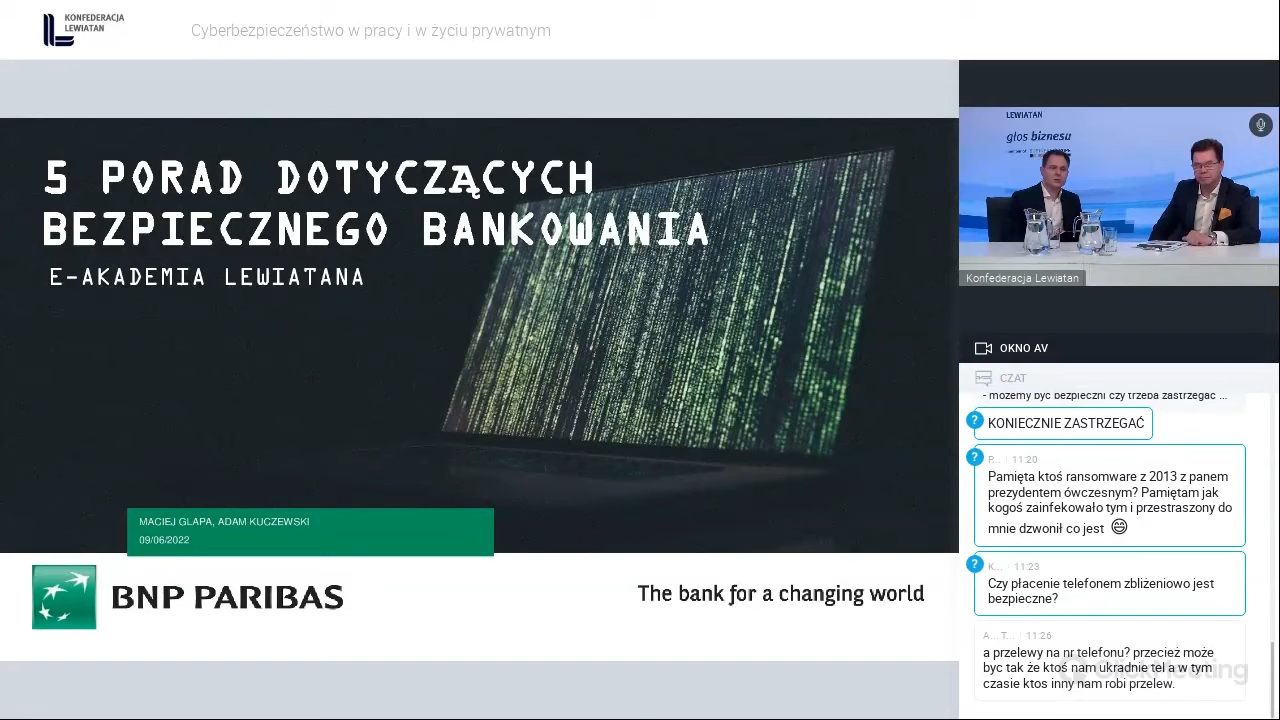 KONFEDERACJA
LEWIATAN
Cyberbezpieczeństwo w pracy i w życiu prywatnym
5 PORAD DOTYCZĄCYCH
BEZPIECZNEGO BANKOWANIA
E-AKADEMIA LEWIATANA
MACIEJ GLAPA, ADAM KUCZEWSKI
09/06/2022
BNP PARIBAS
The bank for a changing world
LEWIATAN
głos biznesu
Konfederacja Lewiatan
OKNO AV
CZAT
- możemy być bezpieczni czy trzeba zastrzegać ...
? KONIECZNIE ZASTRZEGAĆ
? P... 11:20
Pamięta ktoś ransomware z 2013 z panem
prezydentem ówczesnym? Pamiętam jak
kogoś zainfekowało tym i przestraszony do
mnie dzwonił co jest 😄
? K... 11:23
Czy płacenie telefonem zbliżeniowo jest
bezpieczne?
A... T... 11:26
a przelewy na nr telefonu? przecież może
byc tak że ktoś nam ukradnie tel a w tym
czasie ktos inny nam robi przelew.
ClickMeeting